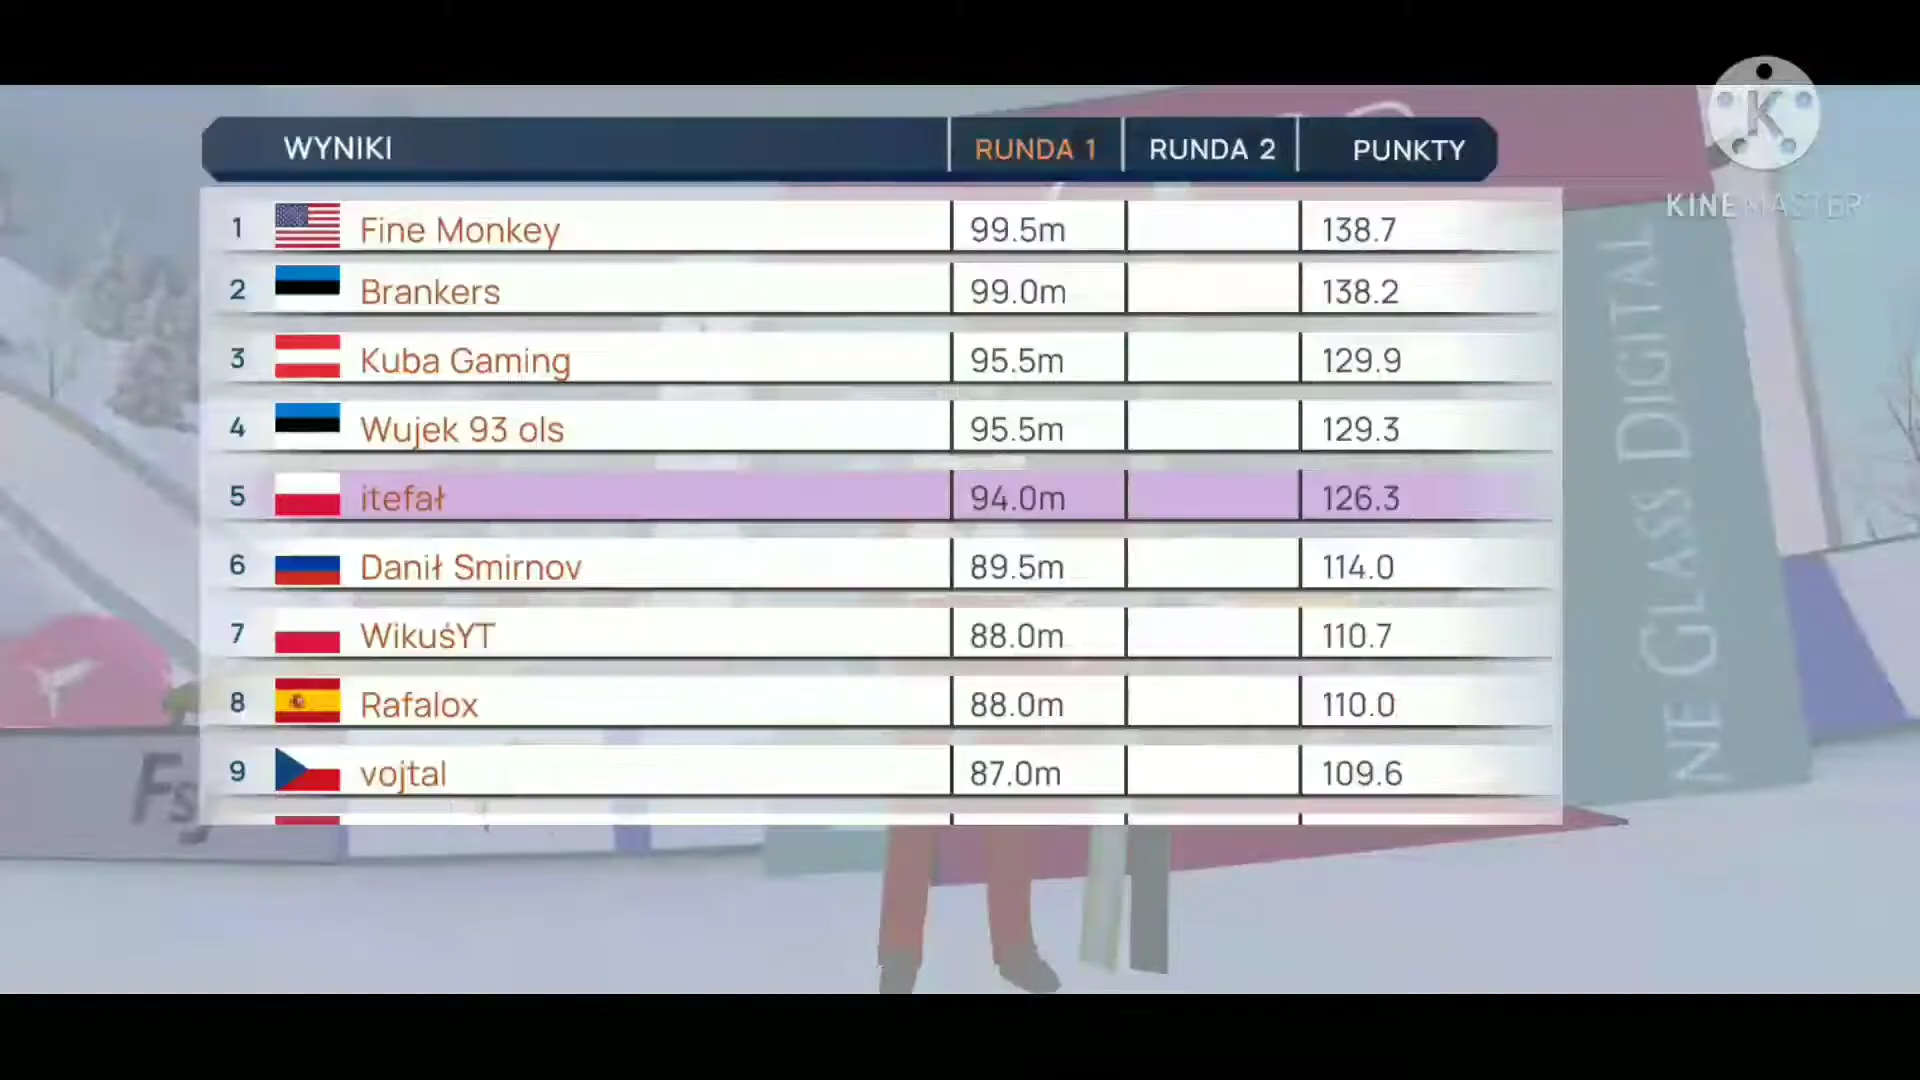 WYNIKI RUNDA 1 RUNDA 2 PUNKTY
1 Fine Monkey 99.5m 138.7
2 Brankers 99.0m 138.2
3 Kuba Gaming 95.5m 129.9
4 Wujek 93 ols 95.5m 129.3
5 itefał 94.0m 126.3
6 Danił Smirnov 89.5m 114.0
7 WikuśYT 88.0m 110.7
8 Rafalox 88.0m 110.0
9 vojtal 87.0m 109.6
K
KINEMASTER
NE GLASS DIGITAL